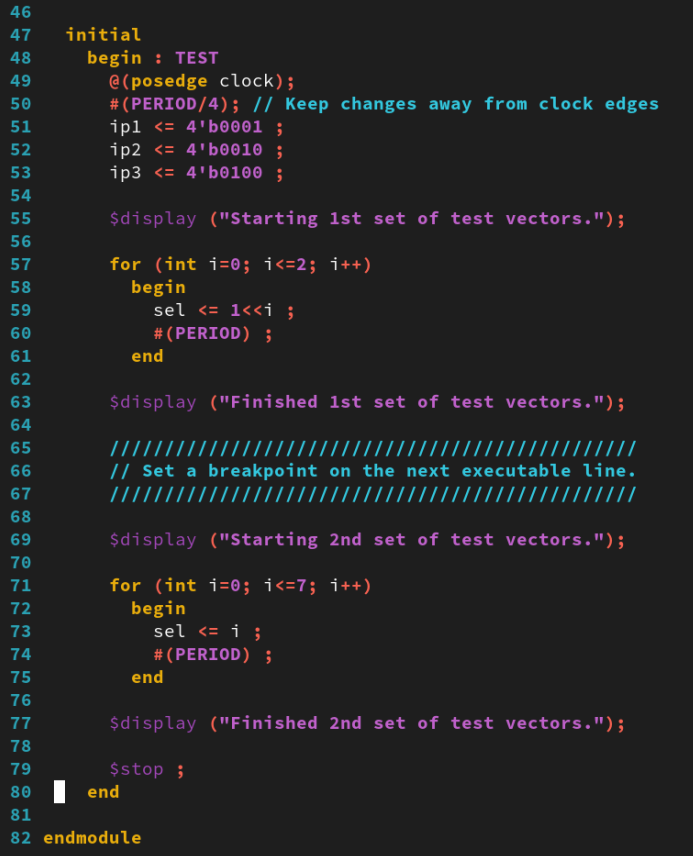 46
47   initial
48     begin : TEST
49       @(posedge clock);
50       #(PERIOD/4); // Keep changes away from clock edges
51       ip1 <= 4'b0001 ;
52       ip2 <= 4'b0010 ;
53       ip3 <= 4'b0100 ;
54
55       $display ("Starting 1st set of test vectors.");
56
57       for (int i=0; i<=2; i++)
58         begin
59           sel <= 1<<i ;
60           #(PERIOD) ;
61         end
62
63       $display ("Finished 1st set of test vectors.");
64
65       ////////////////////////////////////////////////
66       // Set a breakpoint on the next executable line.
67       ////////////////////////////////////////////////
68
69       $display ("Starting 2nd set of test vectors.");
70
71       for (int i=0; i<=7; i++)
72         begin
73           sel <= i ;
74           #(PERIOD) ;
75         end
76
77       $display ("Finished 2nd set of test vectors.");
78
79       $stop ;
80     end
81
82 endmodule